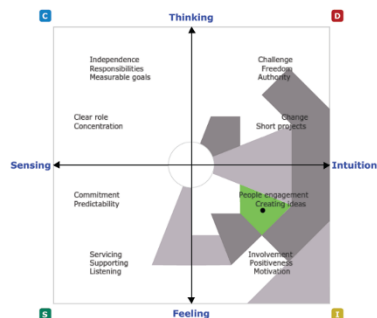 C
Thinking
D
Independence
Responsibilities
Measurable goals
Challenge
Freedom
Authority
Clear role
Concentration
Change
Short projects
Sensing
Intuition
Commitment
Predictability
People engagement
Creating ideas
Servicing
Supporting
Listening
Involvement
Positiveness
Motivation
S
Feeling
I